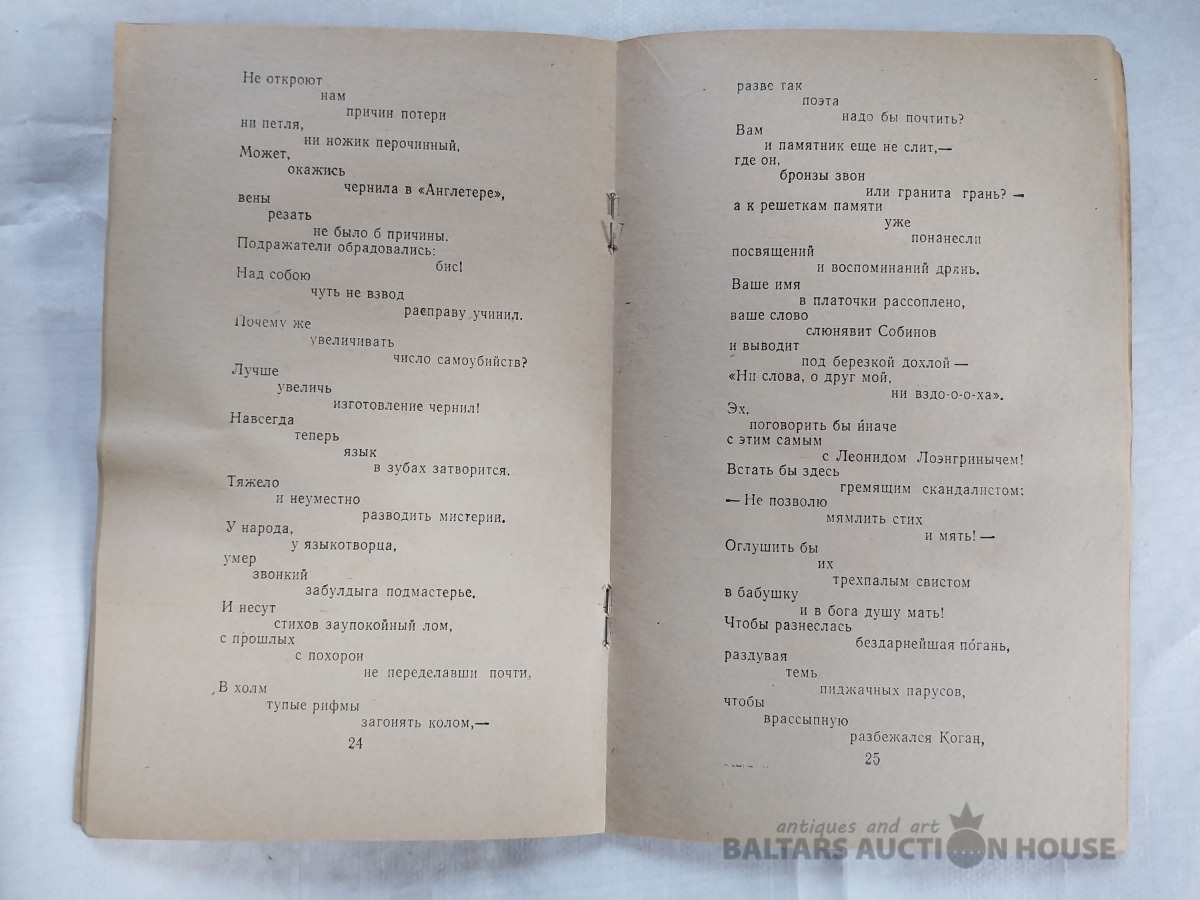 Не откроют
нам
причин потери
ни петля,
ни ножик перочинный.
Может,
окажись
чернила в «Англетере»,
вены
резать
не было б причины.
Подражатели обрадовались:
бис!
Над собою
чуть не взвод
расправу учинил.
Почему же
увеличивать
число самоубийств?
Лучше
увеличь
изготовление чернил!
Навсегда
теперь
язык
в зубах затворится.
Тяжело
и неуместно
разводить мистерии.
У народа,
у языкотворца,
умер
звонкий
забулдыга подмастерье.
И несут
стихов заупокойный лом,
с прошлых
с похорон
не переделавши почти.
В холм
тупые рифмы
загонять колом,—
24
разве так
поэта
надо бы почтить?
Вам
и памятник еще не слит,—
где он,
бронзы звон
или гранита грань? —
а к решеткам памяти
уже
понанесли
посвящений
и воспоминаний дрянь.
Ваше имя
в платочки рассоплено,
ваше слово
слюнявит Собинов
и выводит
под березкой дохлой —
«Ни слова, о друг мой,
ни вздо-о-о-ха».
Эх,
поговорить бы иначе
с этим самым
с Леонидом Лоэнгринычем!
Встать бы здесь
гремящим скандалистом:
— Не позволю
мямлить стих
и мять! —
Оглушить бы
их
трехпалым свистом
в бабушку
и в бога душу мать!
Чтобы разнеслась
бездарнейшая по́гань,
раздувая
темь
пиджачных парусов,
чтобы
врассыпную
разбежался Коган,
25
antiques and art
BALTARS AUCTION HOUSE